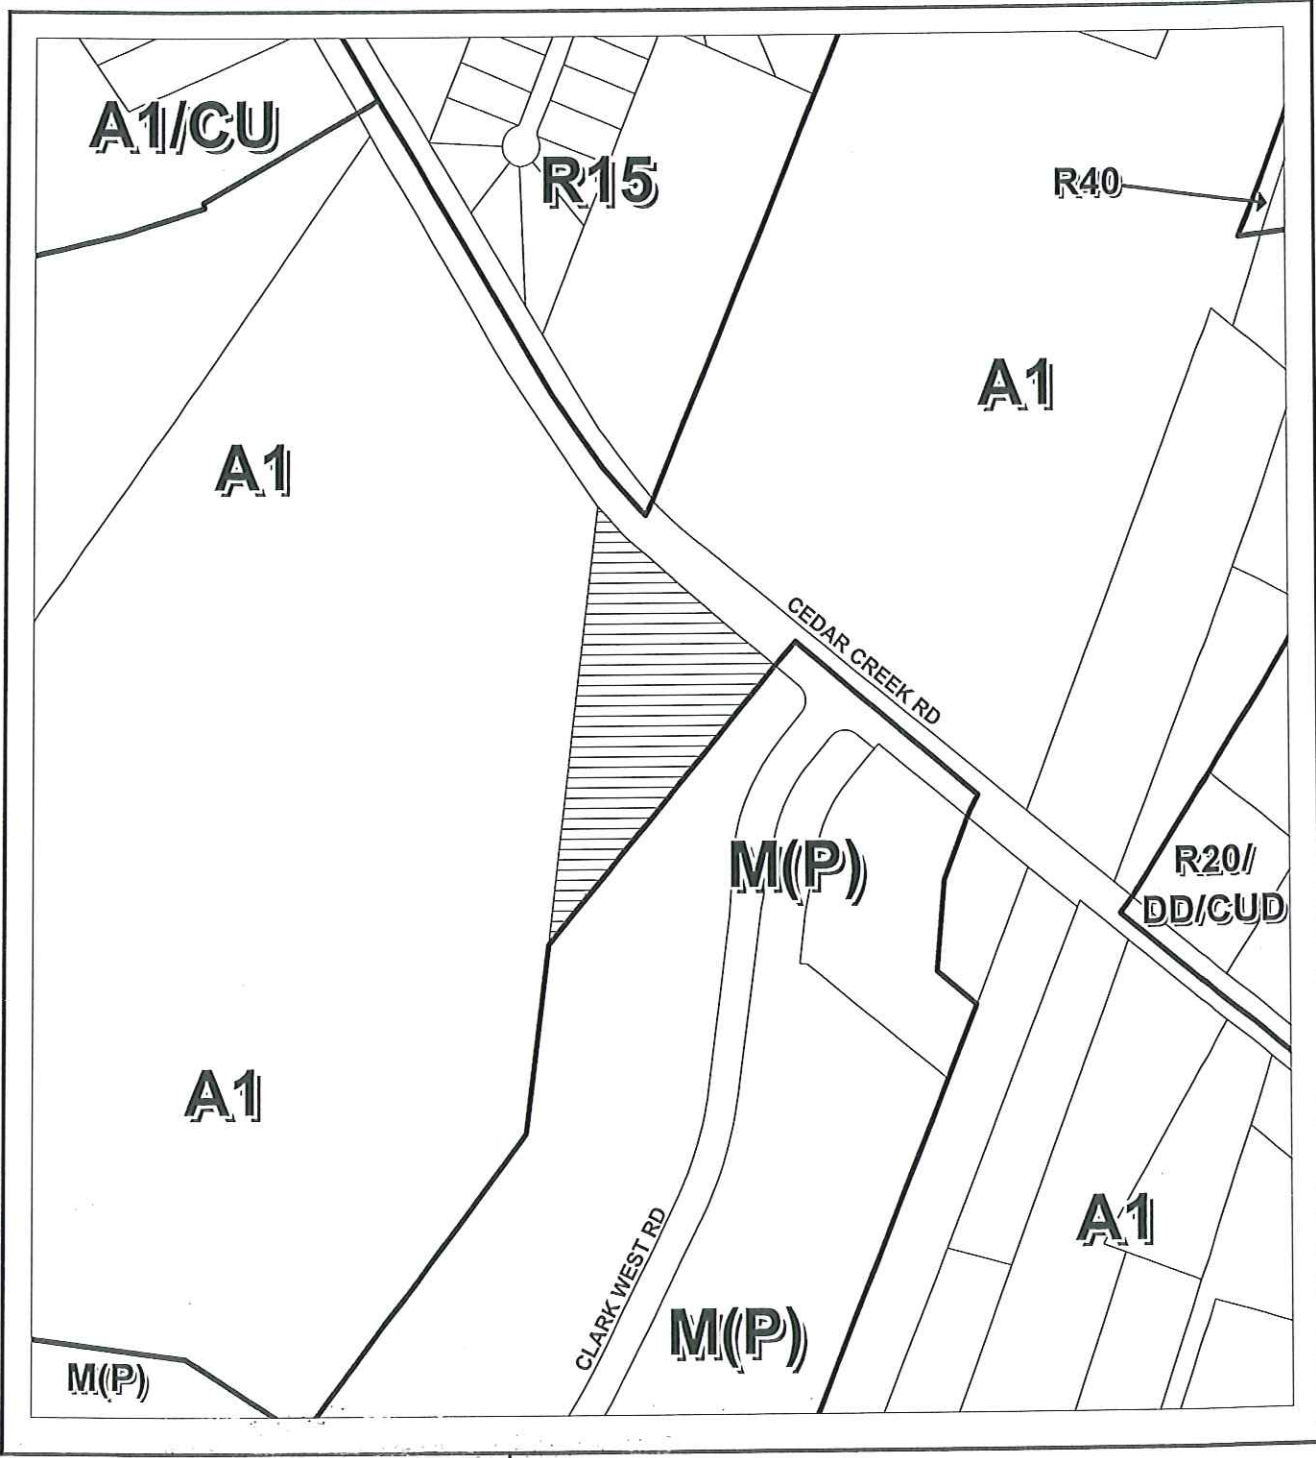 A1/CU
R15
R40
A1
A1
CEDAR CREEK RD
M(P)
R20/
DD/CUD
A1
A1
CLARK WEST RD
M(P)
M(P)